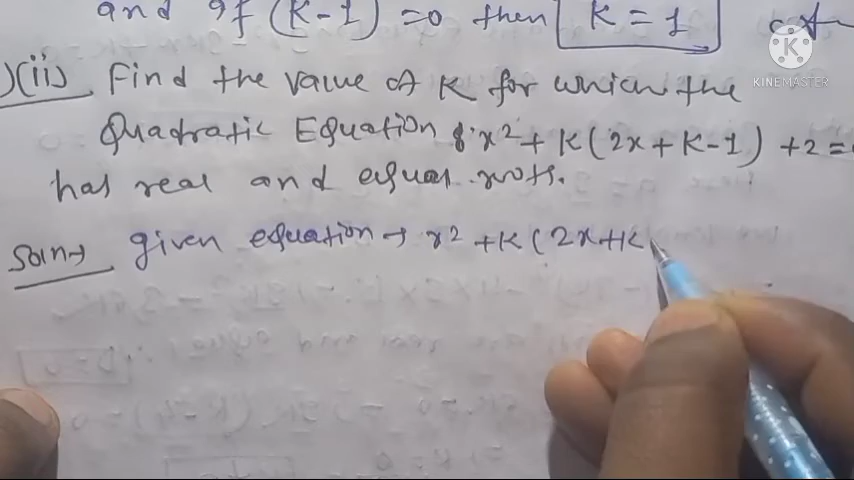 and if (K-1) =0 then K = 1
K
KINEMASTER
)(ii) Find the value of K for which the
Quadratic Equation x² + K(2x+K-1) +2=
has real and equal roots.
Soln→ given equation → x² +K(2x+K